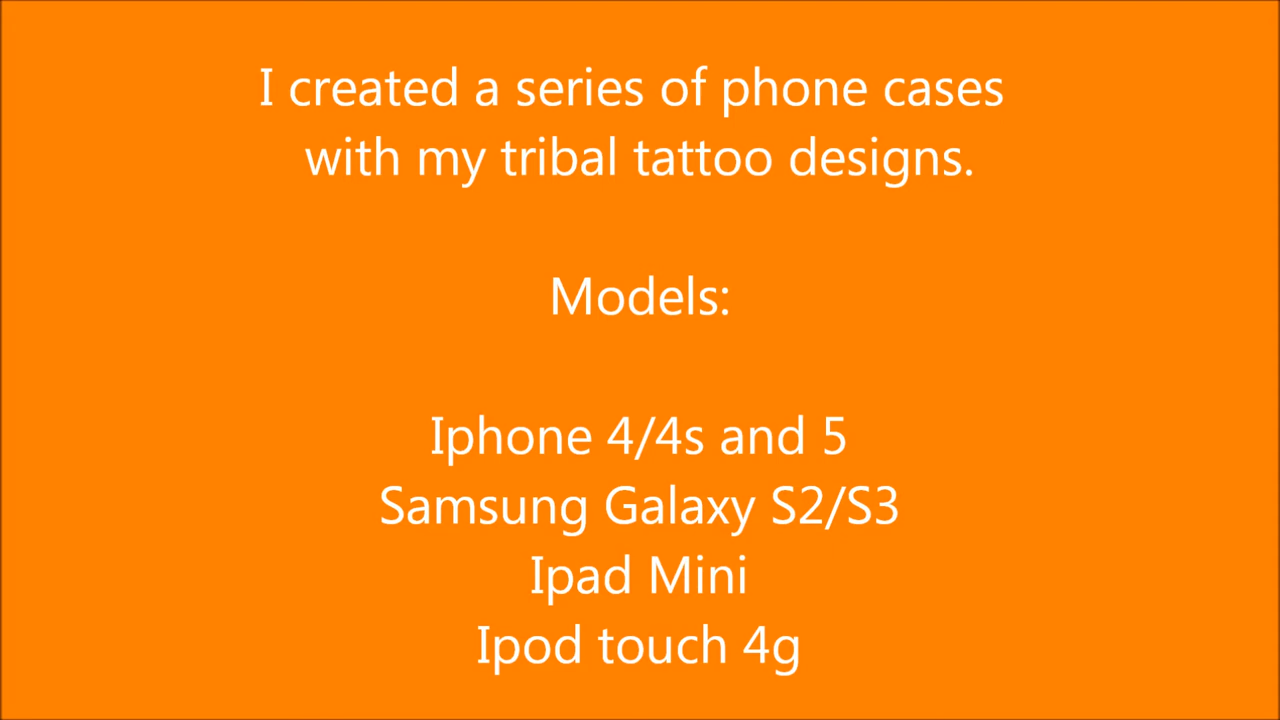 I created a series of phone cases
with my tribal tattoo designs.
Models:
Iphone 4/4s and 5
Samsung Galaxy S2/S3
Ipad Mini
Ipod touch 4g